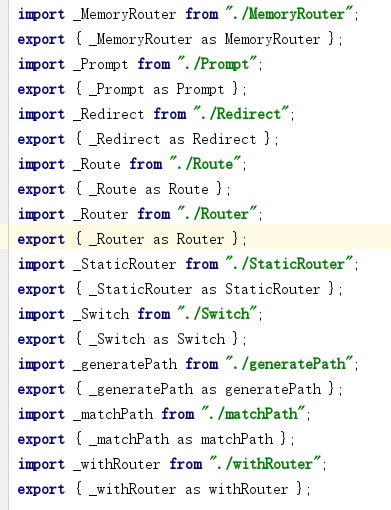 import _MemoryRouter from "./MemoryRouter";
export { _MemoryRouter as MemoryRouter };
import _Prompt from "./Prompt";
export { _Prompt as Prompt };
import _Redirect from "./Redirect";
export { _Redirect as Redirect };
import _Route from "./Route";
export { _Route as Route };
import _Router from "./Router";
export { _Router as Router };
import _StaticRouter from "./StaticRouter";
export { _StaticRouter as StaticRouter };
import _Switch from "./Switch";
export { _Switch as Switch };
import _generatePath from "./generatePath";
export { _generatePath as generatePath };
import _matchPath from "./matchPath";
export { _matchPath as matchPath };
import _withRouter from "./withRouter";
export { _withRouter as withRouter };